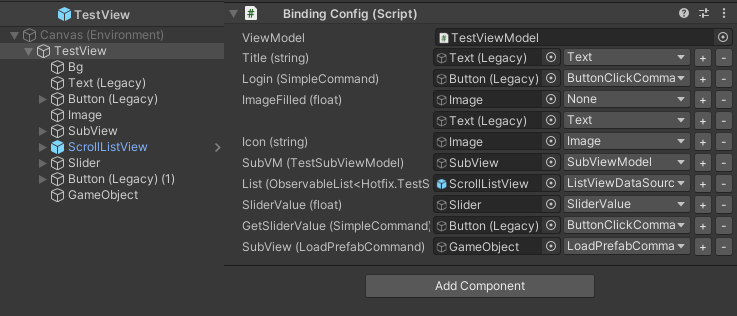 TestView
Canvas (Environment)
TestView
Bg
Text (Legacy)
Button (Legacy)
Image
SubView
ScrollListView
Slider
Button (Legacy) (1)
GameObject
Binding Config (Script)
ViewModel TestViewModel
Title (string) Text (Legacy) Text + -
Login (SimpleCommand) Button (Legacy) ButtonClickComma + -
ImageFilled (float) Image None + -
Text (Legacy) Text + -
Icon (string) Image Image + -
SubVM (TestSubViewModel) SubView SubViewModel + -
List (ObservableList<Hotfix.TestS ScrollListView ListViewDataSourc + -
SliderValue (float) Slider SliderValue + -
GetSliderValue (SimpleCommand) Button (Legacy) ButtonClickComma + -
SubView (LoadPrefabCommand) GameObject LoadPrefabComma + -
Add Component